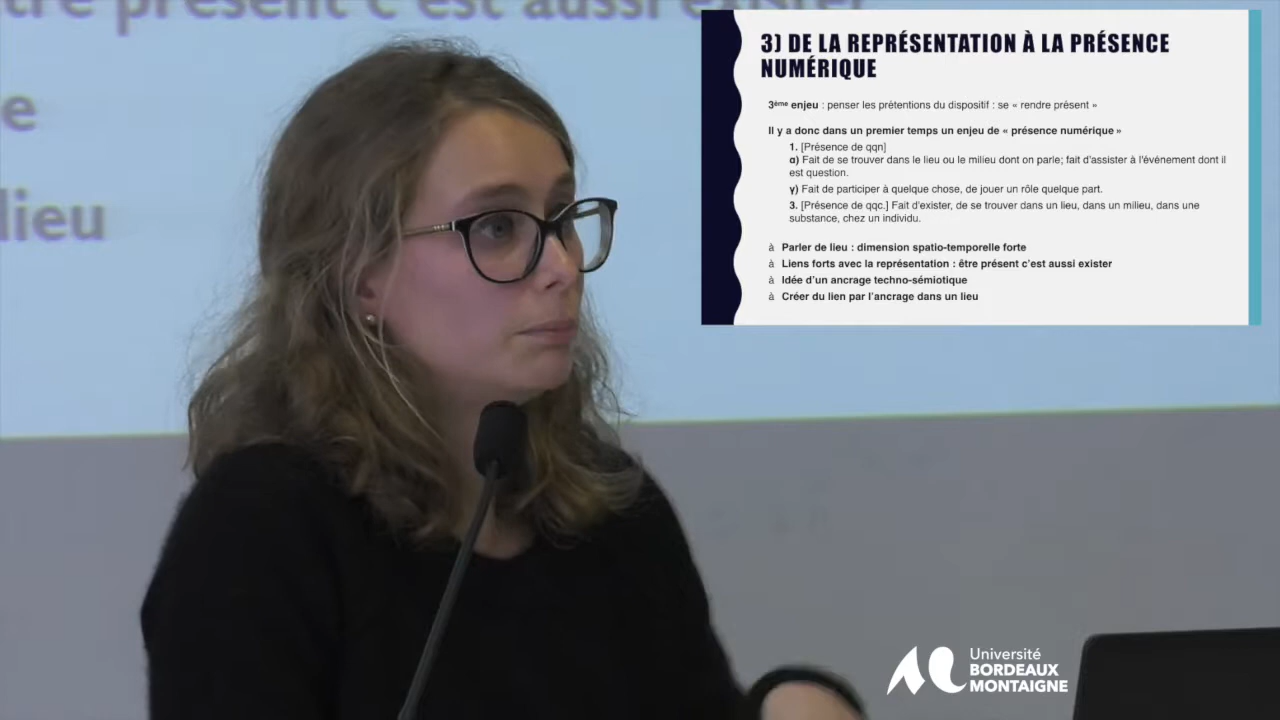 tre présent c'est aussi exister
e
lieu
3) DE LA REPRÉSENTATION À LA PRÉSENCE
NUMÉRIQUE
3ème enjeu : penser les prétentions du dispositif : se « rendre présent »
Il y a donc dans un premier temps un enjeu de « présence numérique »
1. [Présence de qqn]
α) Fait de se trouver dans le lieu ou le milieu dont on parle; fait d'assister à l'évènement dont il
est question.
γ) Fait de participer à quelque chose, de jouer un rôle quelque part.
3. [Présence de qqc.] Fait d'exister, de se trouver dans un lieu, dans un milieu, dans une
substance, chez un individu.
à Parler de lieu : dimension spatio-temporelle forte
à Liens forts avec la représentation : être présent c'est aussi exister
à Idée d'un ancrage techno-sémiotique
à Créer du lien par l'ancrage dans un lieu
Université
BORDEAUX
MONTAIGNE